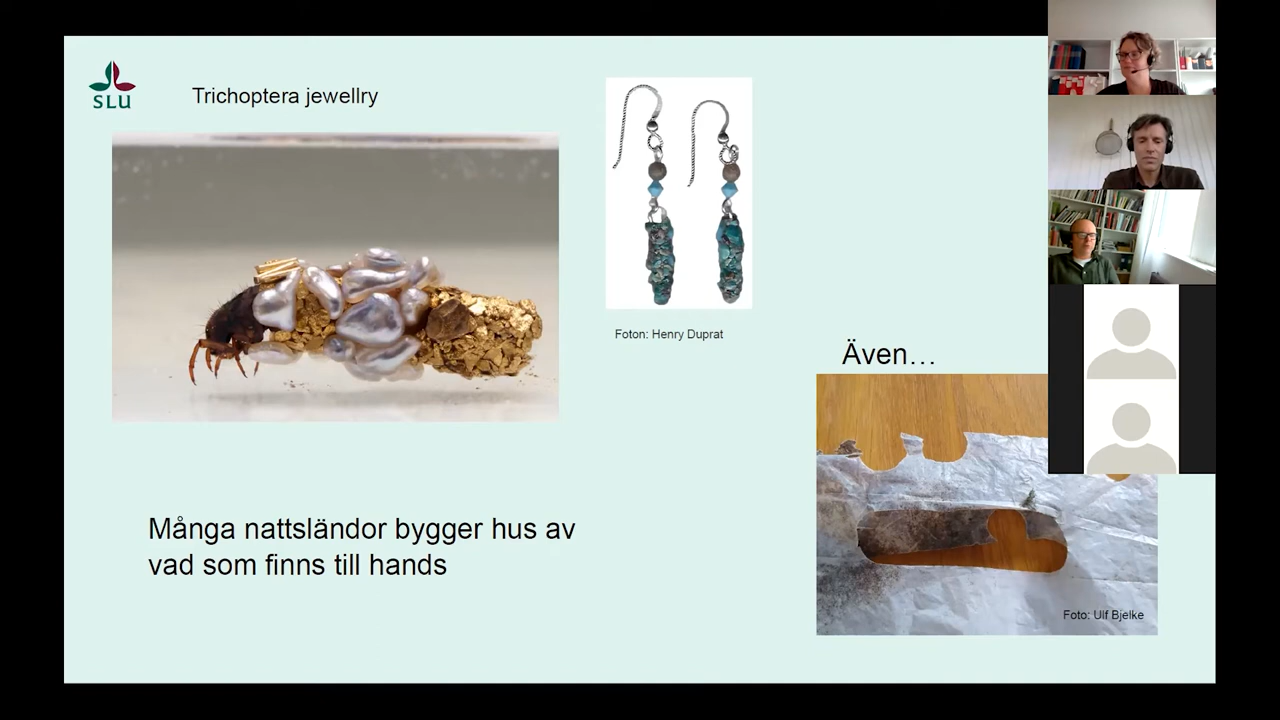 SLU
Trichoptera jewellry
Foton: Henry Duprat
Även…
Många nattsländor bygger hus av
vad som finns till hands
Foto: Ulf Bjelke